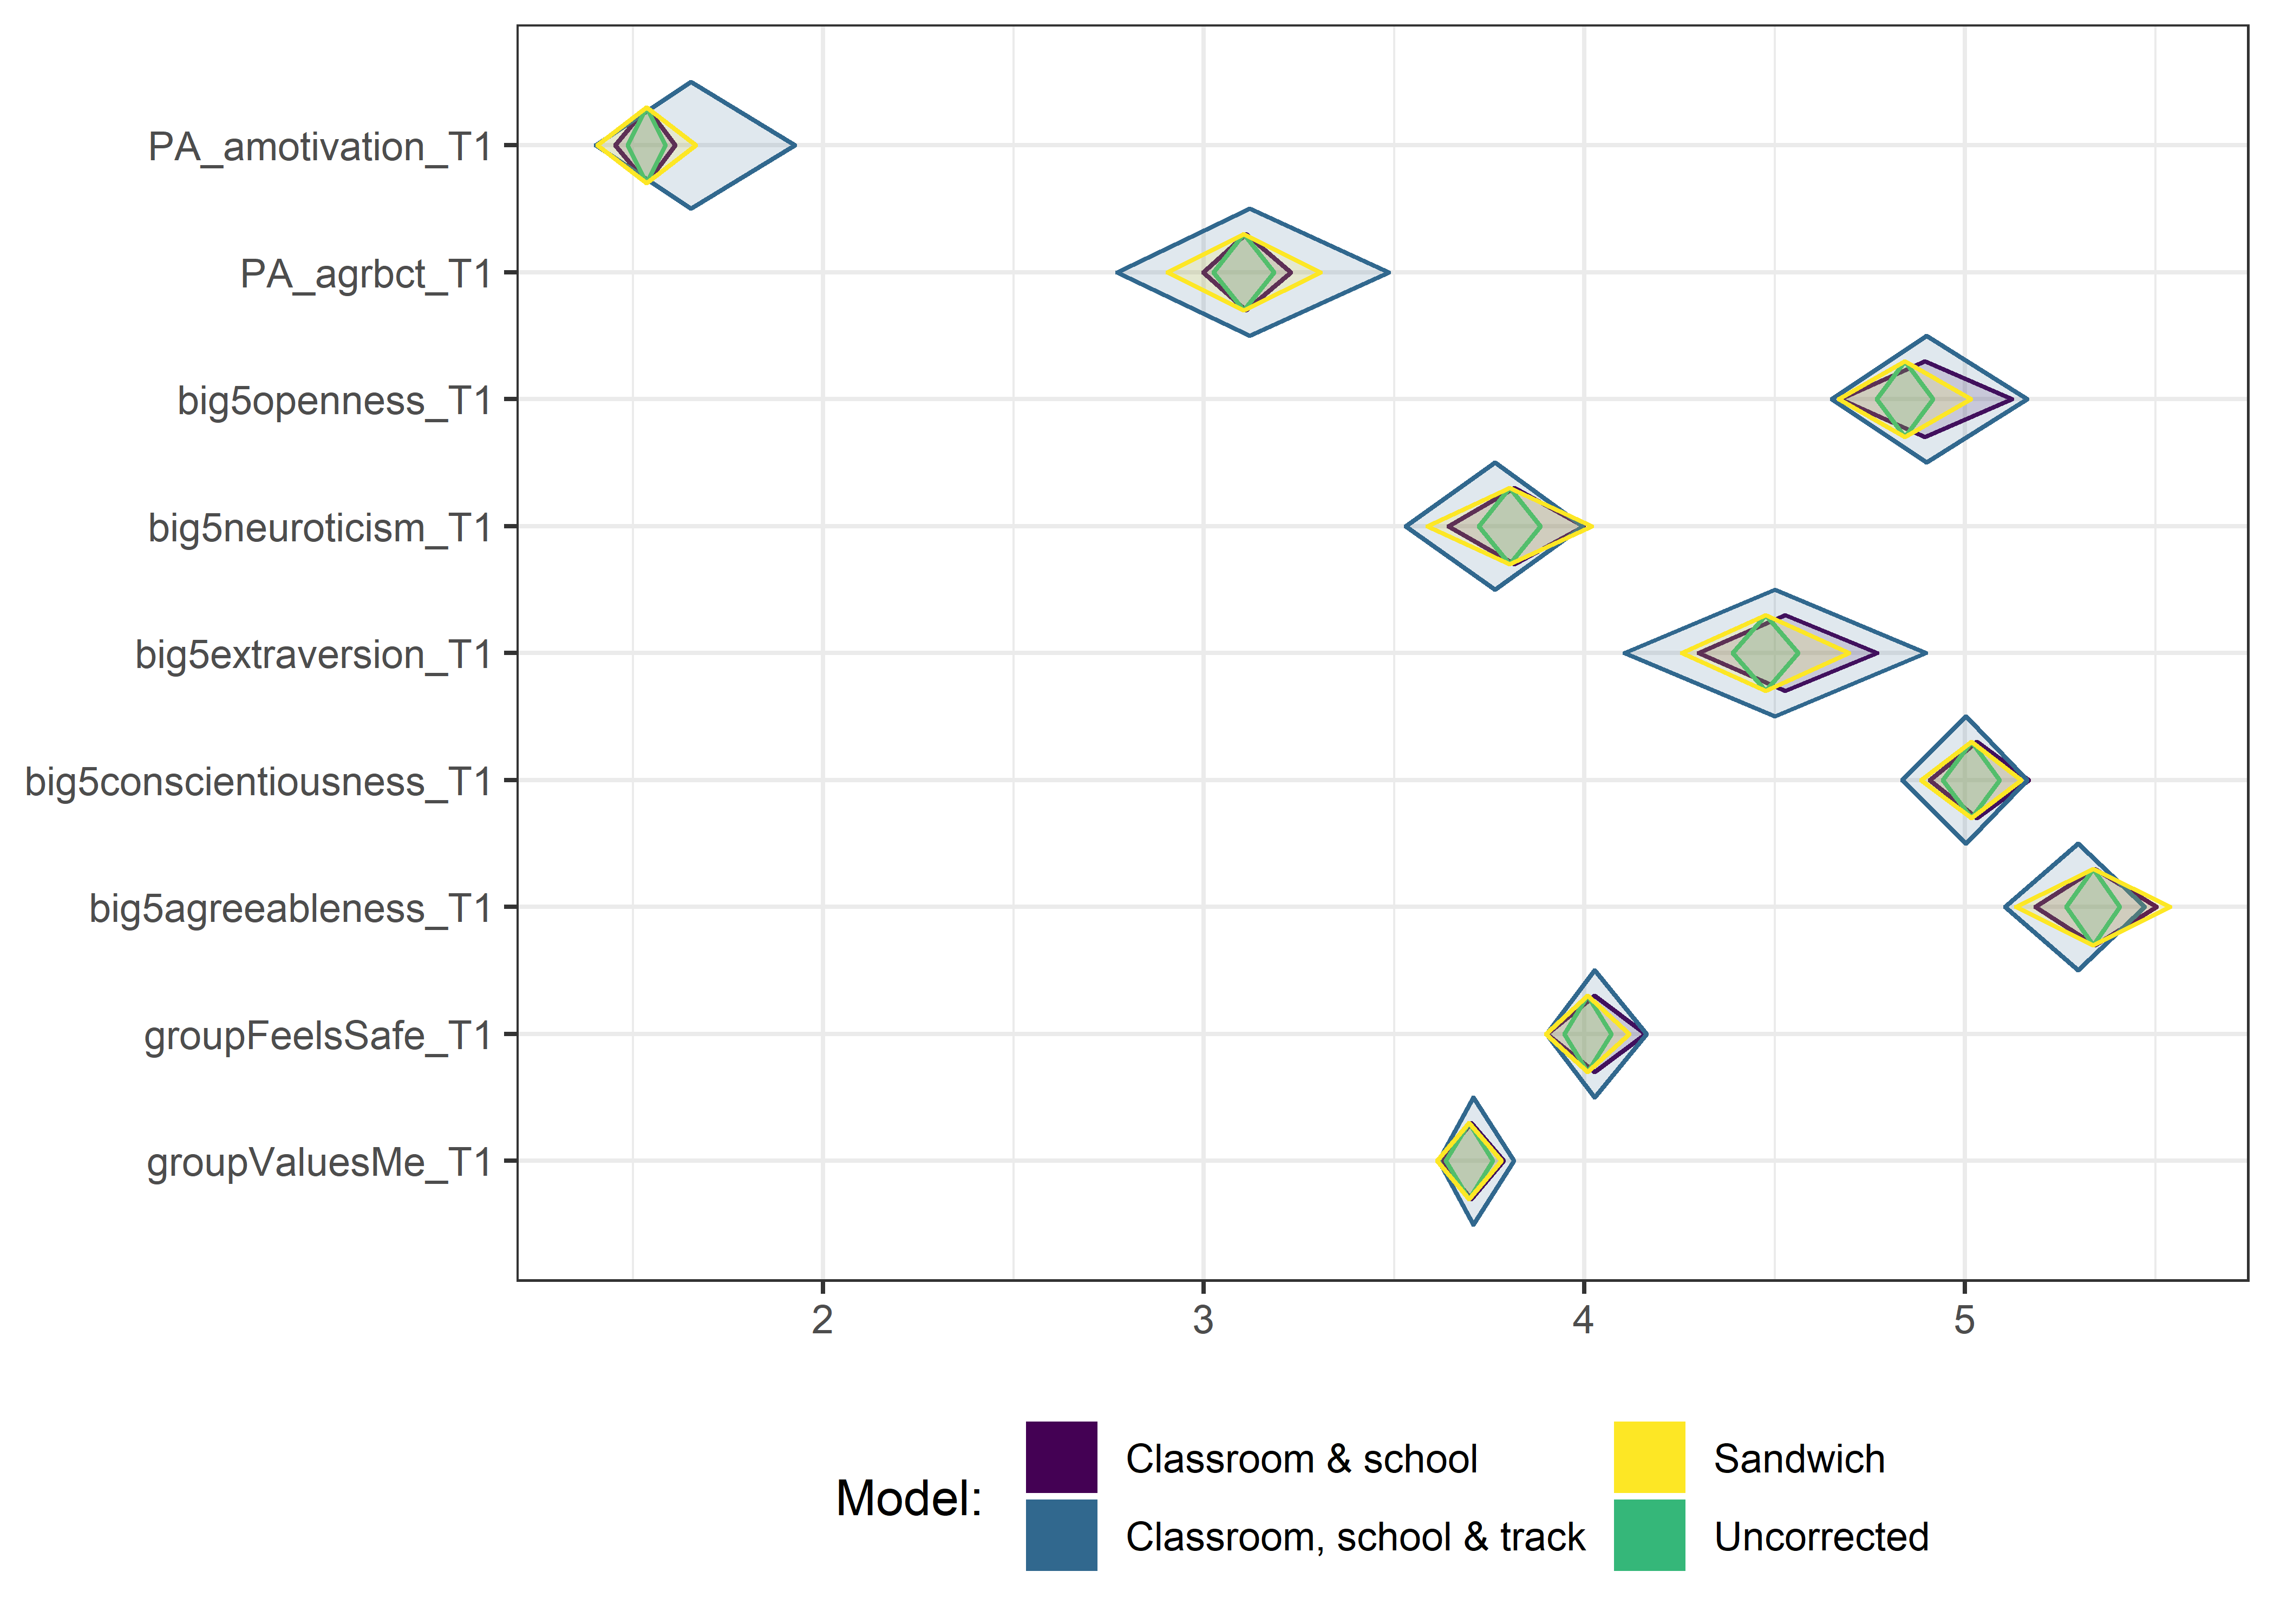 PA_amotivation_T1
PA_agrbct_T1
big5openness_T1
big5neuroticism_T1
big5extraversion_T1
big5conscientiousness_T1
big5agreeableness_T1
groupFeelsSafe_T1
groupValuesMe_T1
2 3 4 5
Model:
Classroom & school
Classroom, school & track
Sandwich
Uncorrected